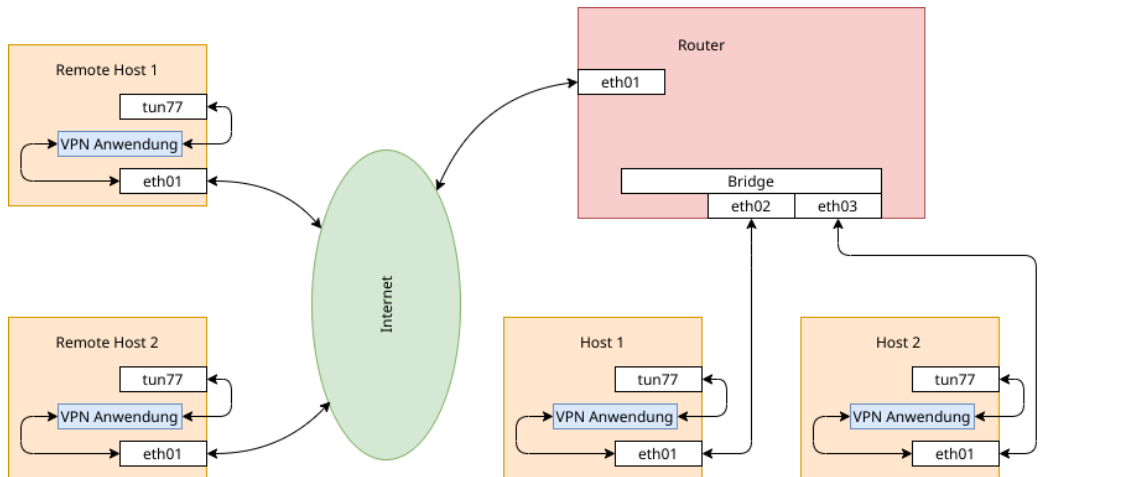 Router
Remote Host 1
eth01
tun77
VPN Anwendung
eth01
Bridge
eth02
eth03
Internet
Remote Host 2
tun77
VPN Anwendung
eth01
Host 1
tun77
VPN Anwendung
eth01
Host 2
tun77
VPN Anwendung
eth01